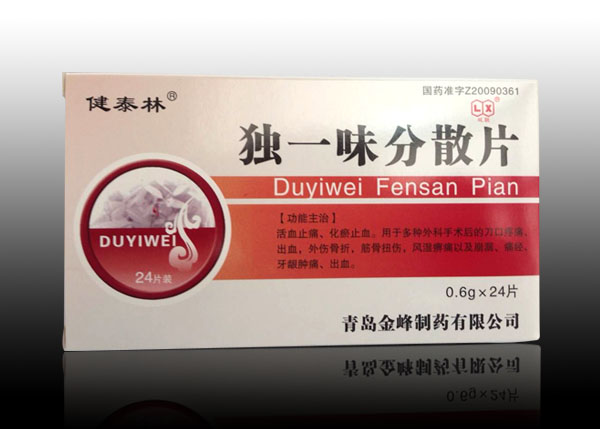 健泰林®
国药准字Z20090361
LX
®
独一味分散片
Duyiwei Fensan Pian
【功能主治】
活血止痛、化瘀止血。用于多种外科手术后的刀口疼痛、
出血,外伤骨折,筋骨扭伤,风湿痹痛以及崩漏、痛经、
牙龈肿痛、出血。
DUYIWEI
24片装
0.6g×24片
青岛金峰制药有限公司